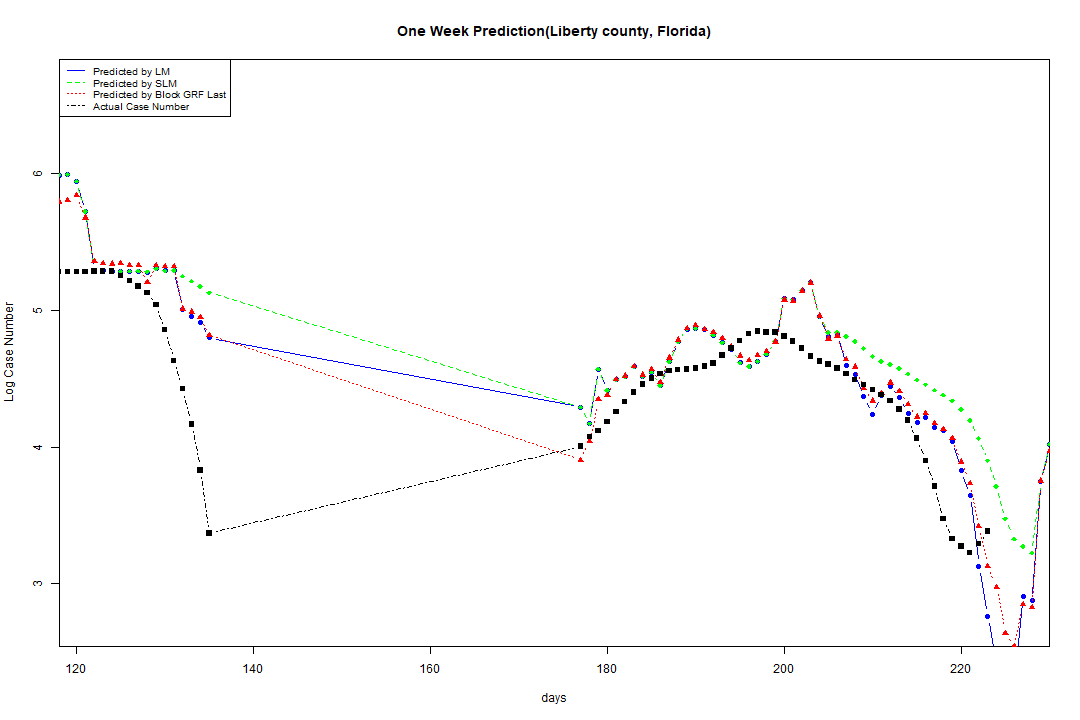 One Week Prediction(Liberty county, Florida)
Predicted by LM
Predicted by SLM
Predicted by Block GRF Last
Actual Case Number
Log Case Number
6
5
4
3
120 140 160 180 200 220
days